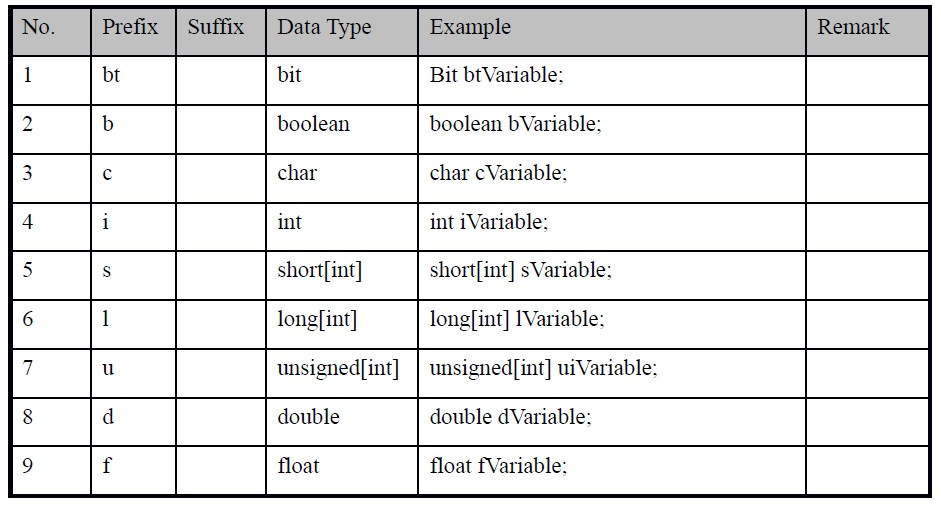 No. Prefix Suffix Data Type Example Remark
1 bt bit Bit btVariable;
2 b boolean boolean bVariable;
3 c char char cVariable;
4 i int int iVariable;
5 s short[int] short[int] sVariable;
6 l long[int] long[int] lVariable;
7 u unsigned[int] unsigned[int] uiVariable;
8 d double double dVariable;
9 f float float fVariable;